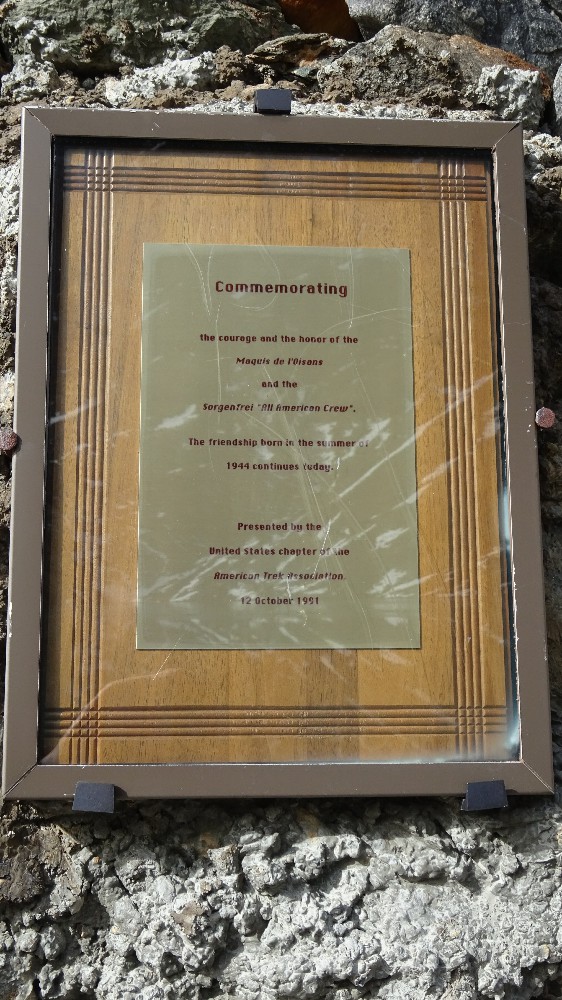 Commemorating
the courage and the honor of the
Maquis de l'Oisans
and the
SorgenTrei "All American Crew".
The friendship born in the summer of
1944 continues today.
Presented by the
United States chapter of the
American Trek Association
12 October 1991